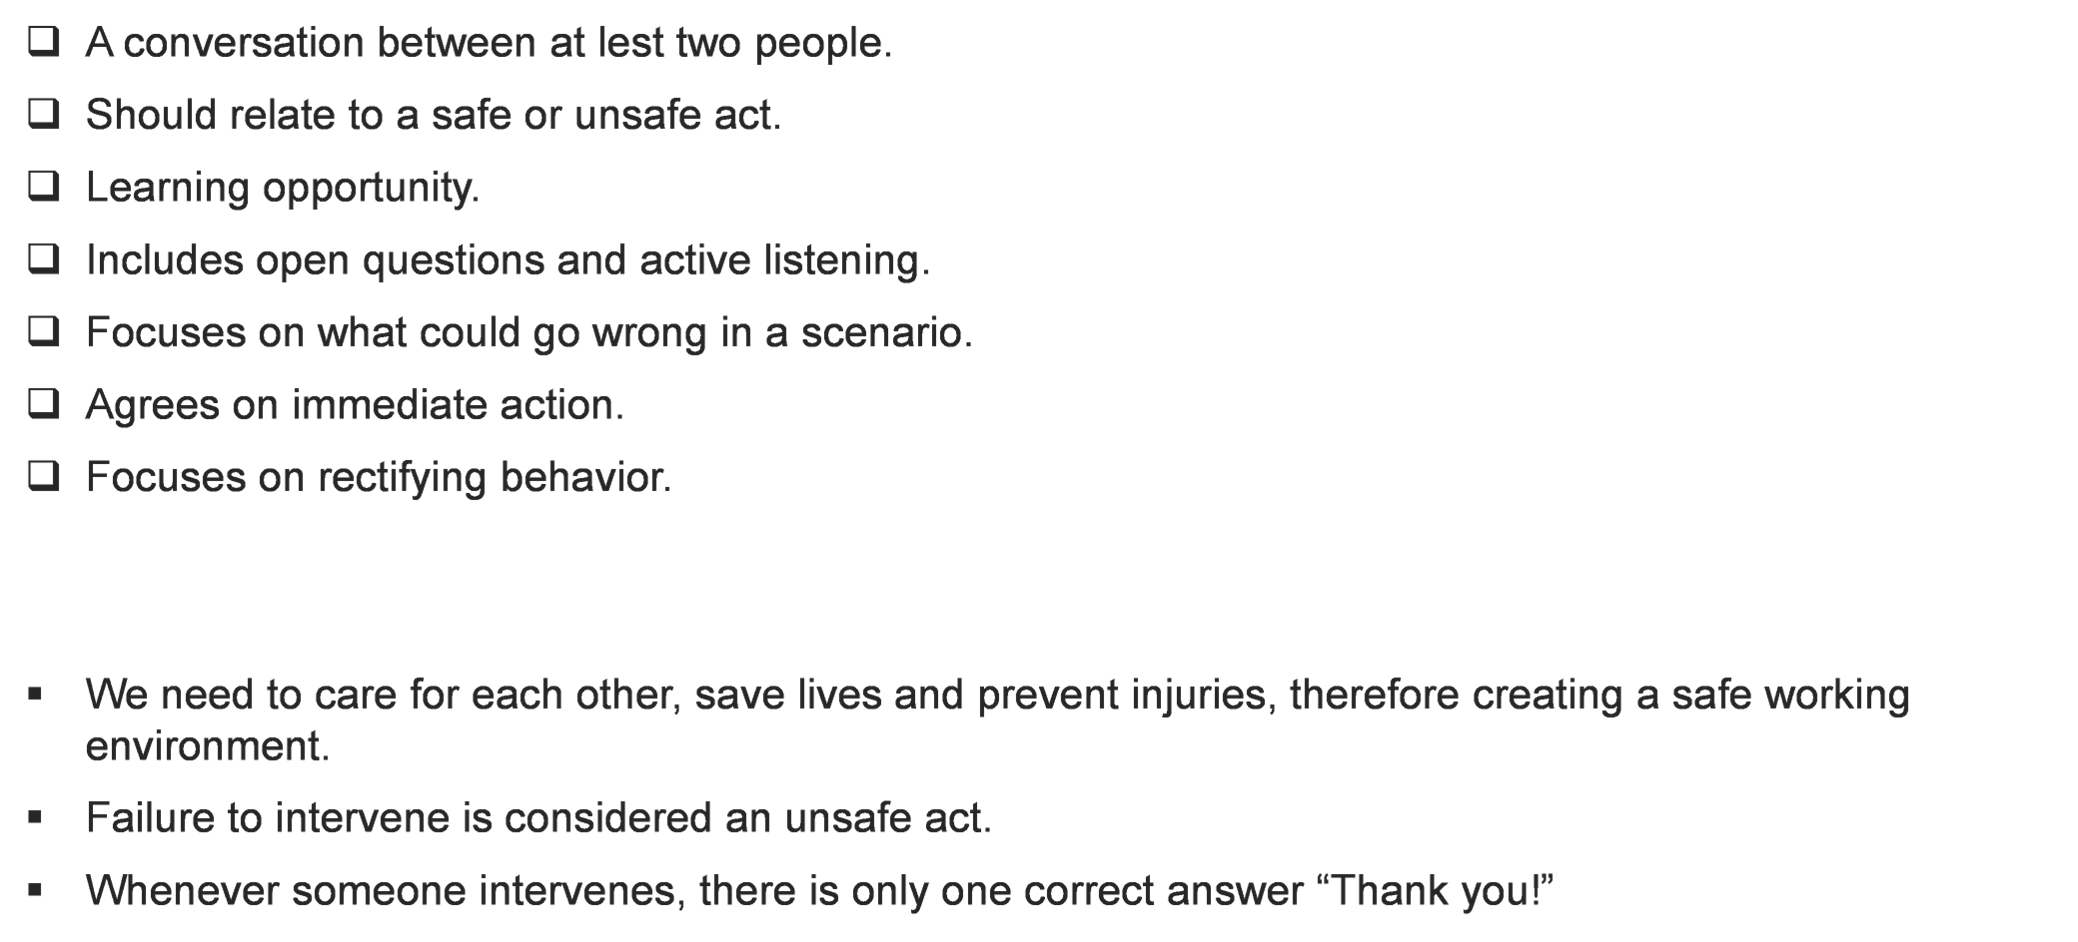 ❑ A conversation between at lest two people.
❑ Should relate to a safe or unsafe act.
❑ Learning opportunity.
❑ Includes open questions and active listening.
❑ Focuses on what could go wrong in a scenario.
❑ Agrees on immediate action.
❑ Focuses on rectifying behavior.
▪ We need to care for each other, save lives and prevent injuries, therefore creating a safe working
environment.
▪ Failure to intervene is considered an unsafe act.
▪ Whenever someone intervenes, there is only one correct answer “Thank you!”